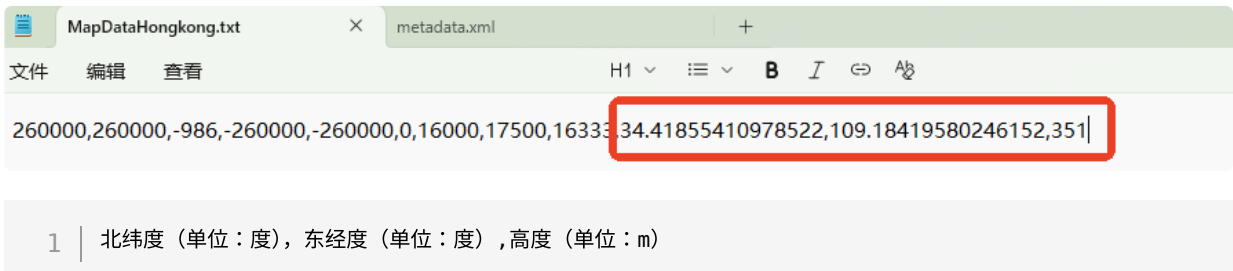 MapDataHongkong.txt × metadata.xml +
文件 编辑 查看 H1 B I
260000,260000,-986,-260000,-260000,0,16000,17500,16333,34.41855410978522,109.18419580246152,351
1 北纬度（单位：度），东经度（单位：度）,高度（单位：m）